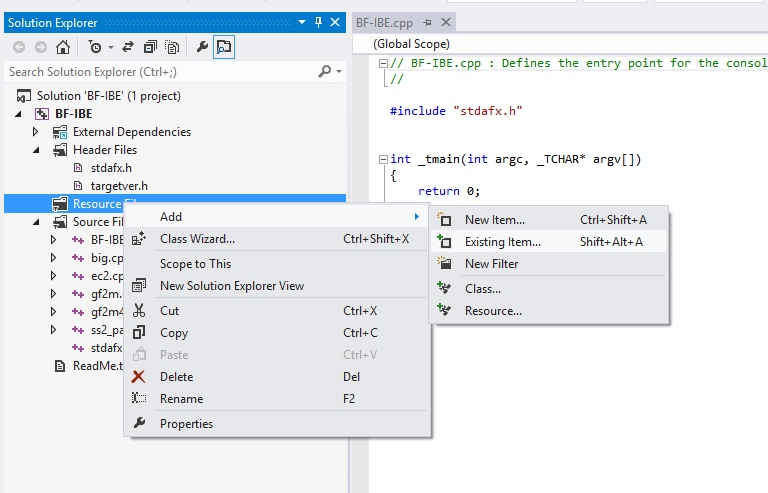 Solution Explorer
Search Solution Explorer (Ctrl+;)
Solution 'BF-IBE' (1 project)
BF-IBE
External Dependencies
Header Files
stdafx.h
targetver.h
Resource
Source Fi
BF-IBE
big.cp
ec2.cp
gf2m.
gf2m4
ss2_pa
stdafx
ReadMe.t
Add
Class Wizard... Ctrl+Shift+X
Scope to This
New Solution Explorer View
Cut Ctrl+X
Copy Ctrl+C
Paste Ctrl+V
Delete Del
Rename F2
Properties
New Item... Ctrl+Shift+A
Existing Item... Shift+Alt+A
New Filter
Class...
Resource...
BF-IBE.cpp
(Global Scope)
// BF-IBE.cpp : Defines the entry point for the consol
//
#include "stdafx.h"
int _tmain(int argc, _TCHAR* argv[])
{
return 0;